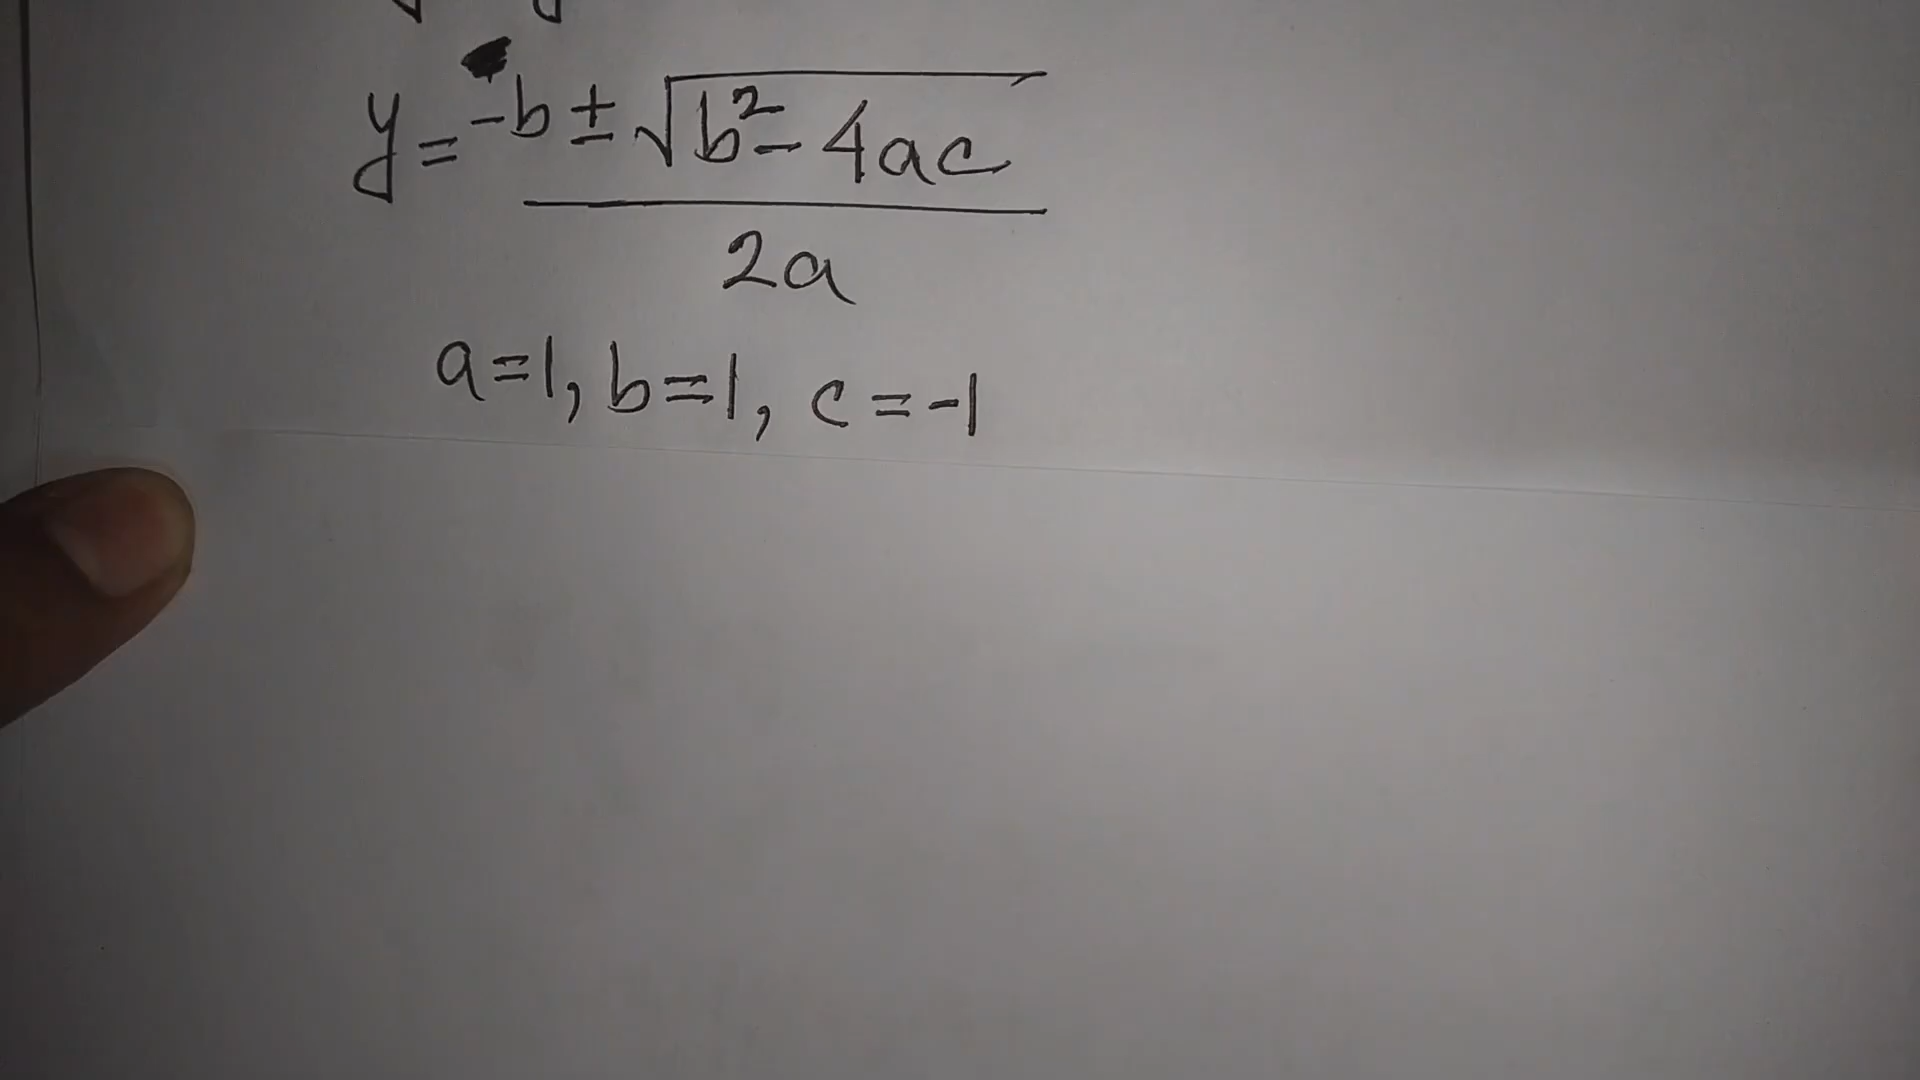 y = -b ± √b² - 4ac
2a
a=1, b=1, c=-1